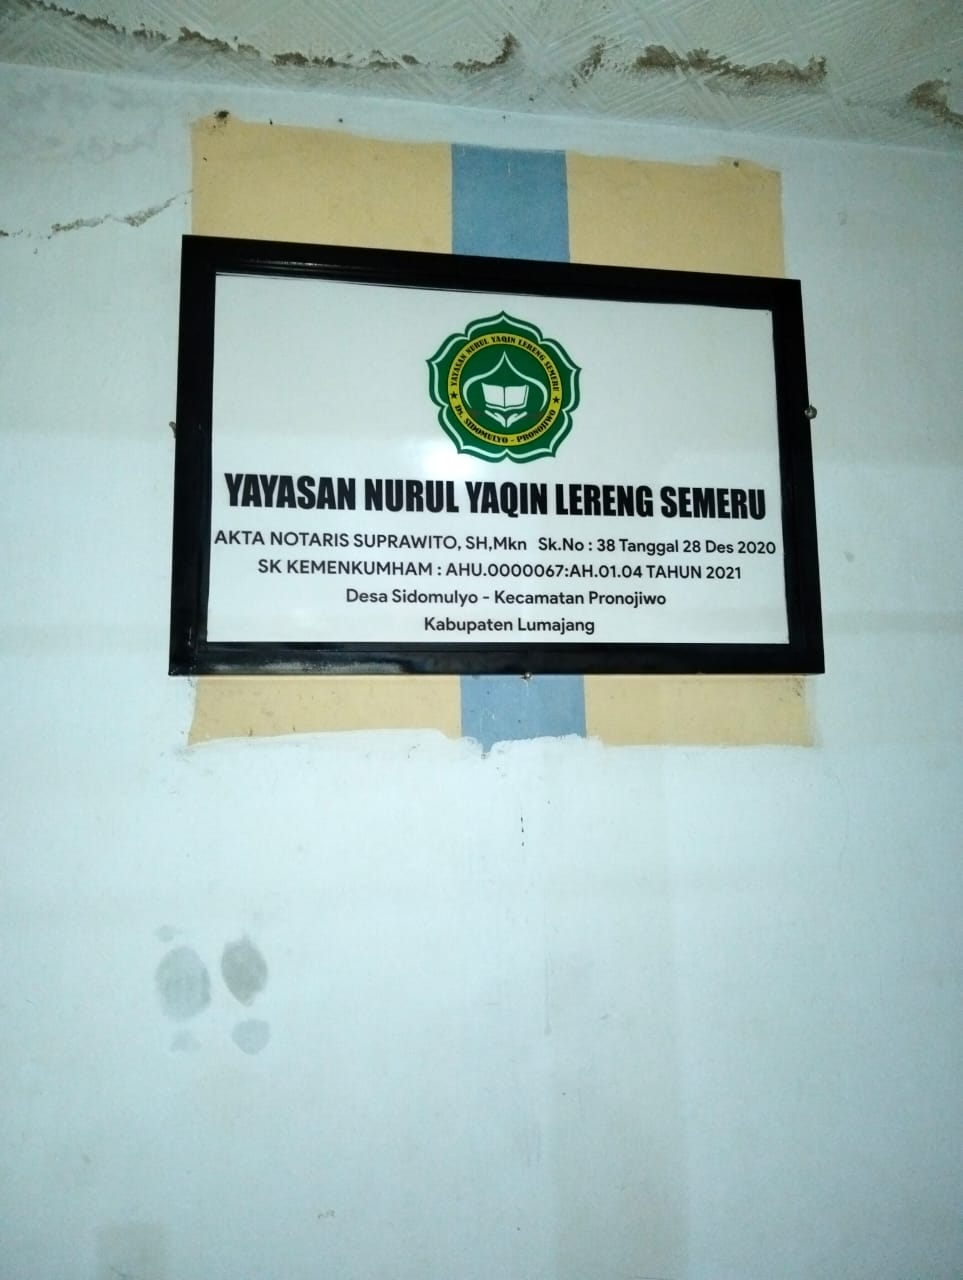 YAYASAN NURUL YAQIN LERENG SEMERU
DS. SIDOMULYO - PRONOJIWO
YAYASAN NURUL YAQIN LERENG SEMERU
AKTA NOTARIS SUPRAWITO, SH,Mkn Sk.No : 38 Tanggal 28 Des 2020
SK KEMENKUMHAM : AHU.0000067:AH.01.04 TAHUN 2021
Desa Sidomulyo - Kecamatan Pronojiwo
Kabupaten Lumajang